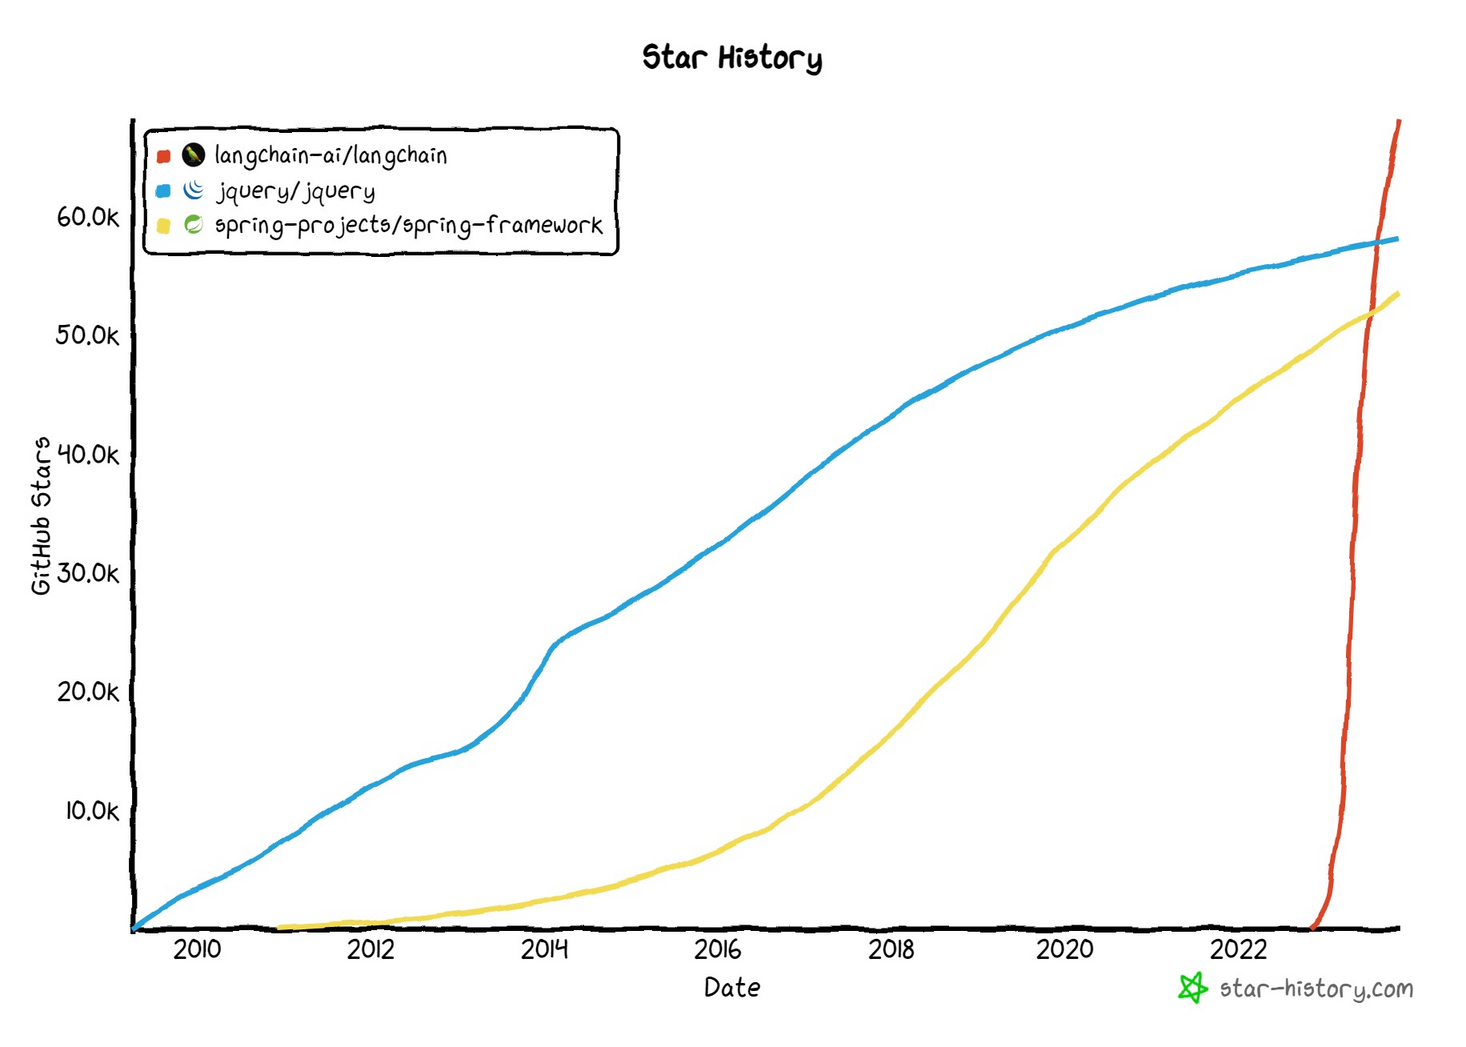 Star History
langchain-ai/langchain
jquery/jquery
spring-projects/spring-framework
60.0k
50.0k
40.0k
30.0k
20.0k
10.0k
GitHub Stars
2010 2012 2014 2016 2018 2020 2022
Date
star-history.com